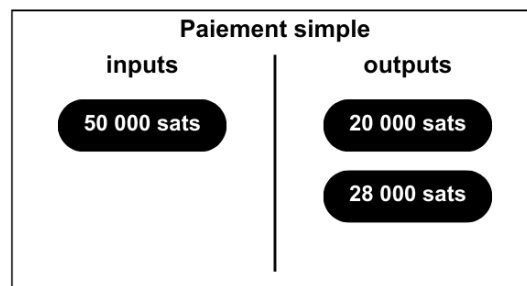 Paiement simple
inputs
outputs
50 000 sats
20 000 sats
28 000 sats